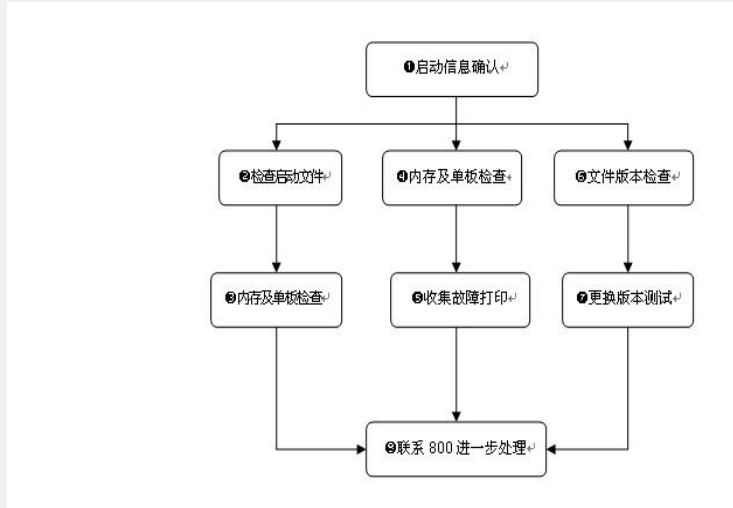 ❶启动信息确认↵
❷检查启动文件↵
❹内存及单板检查↵
❻文件版本检查↵
❸内存及单板检查↵
❺收集故障打印↵
❼更换版本测试↵
❽联系 800 进一步处理↵